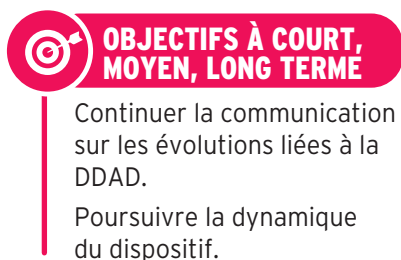 OBJECTIFS À COURT,
MOYEN, LONG TERME
Continuer la communication
sur les évolutions liées à la
DDAD.
Poursuivre la dynamique
du dispositif.